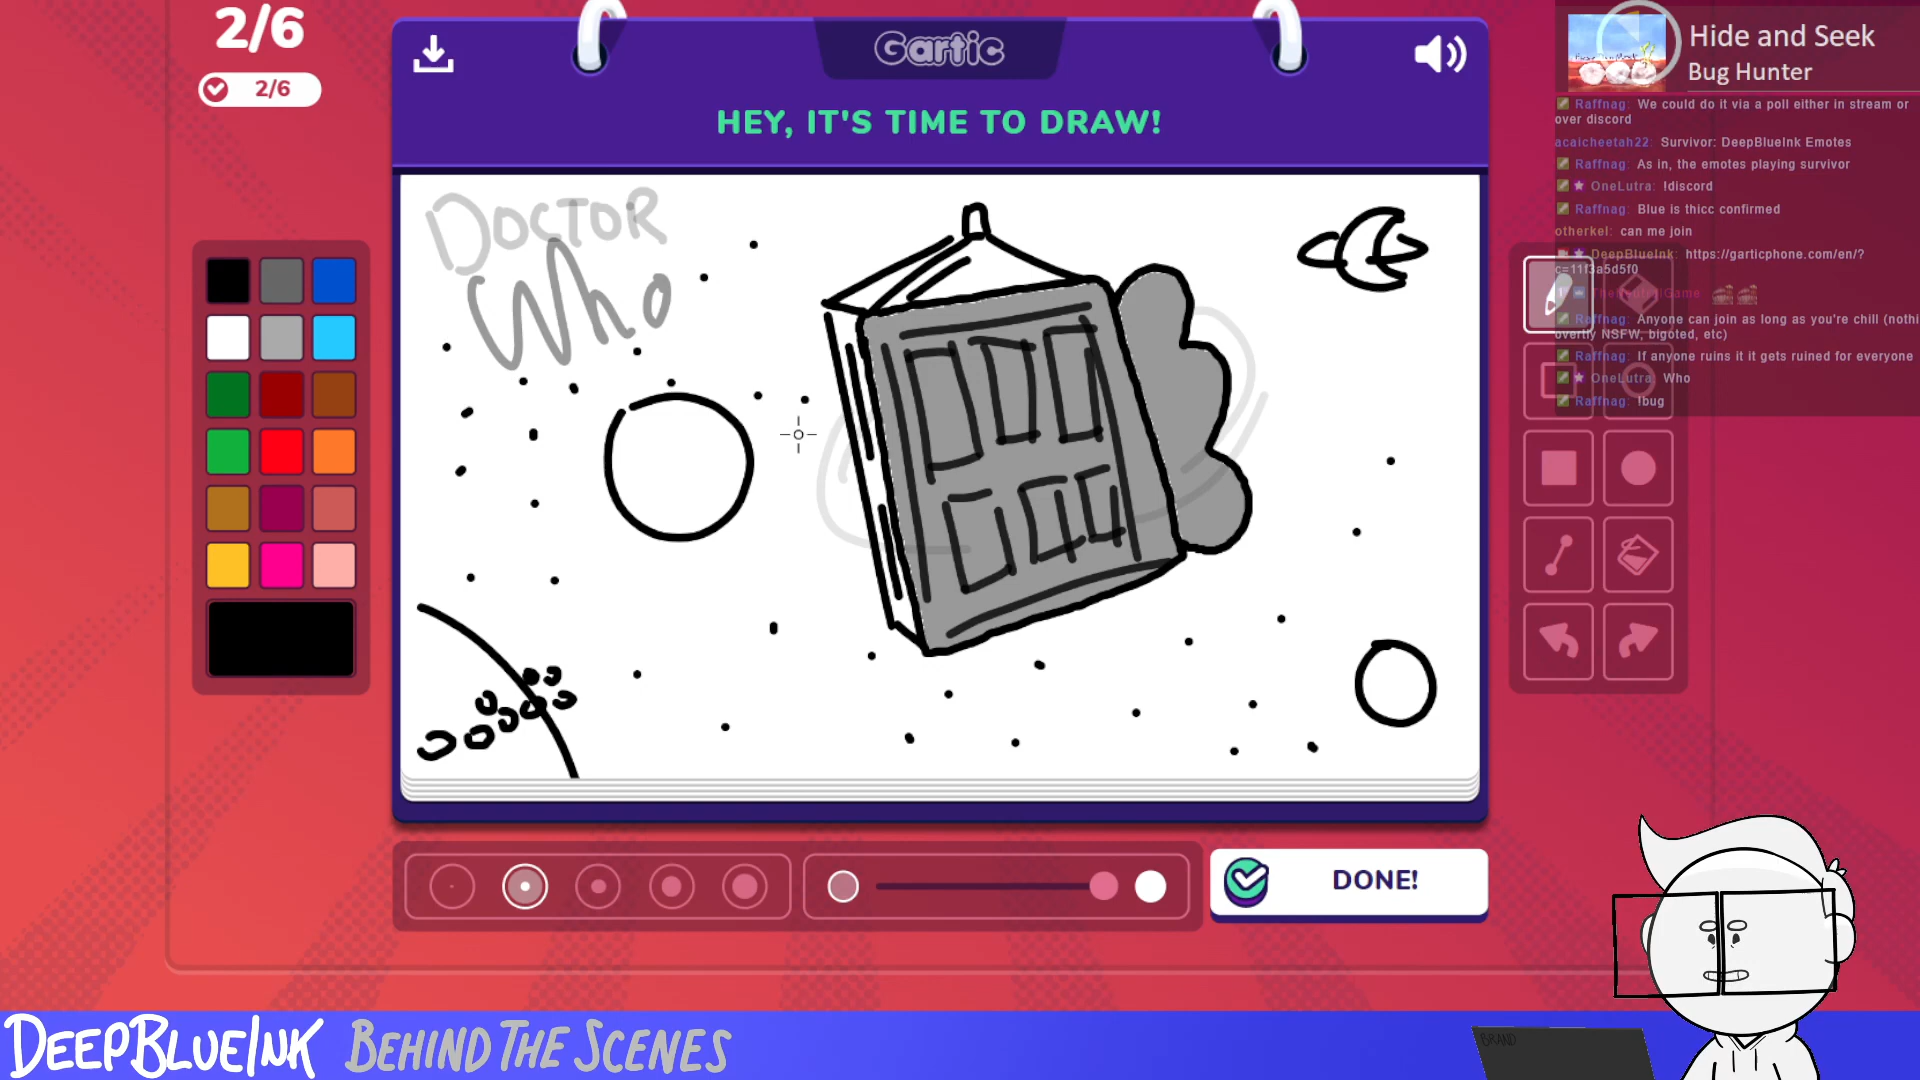 2/6
2/6
Gartic
HEY, IT'S TIME TO DRAW!
DOCTOR
WHO
Hide and Seek
Bug Hunter
Raffnag: We could do it via a poll either in stream or
over discord
acaicheetah22: Survivor: DeepBlueInk Emotes
Raffnag: As in, the emotes playing survivor
OneLutra: !discord
Raffnag: Blue is thicc confirmed
otherkel: can me join
DeepBlueInk: https://garticphone.com/en/?
c=11f3a5d5f0
Raffnag: Anyone can join as long as you're chill (nothi
overtly NSFW, bigoted, etc)
Raffnag: If anyone ruins it it gets ruined for everyone
OneLutra: Who
Raffnag: !bug
DONE!
BRAND
DEEPBLUEINK BEHIND THE SCENES